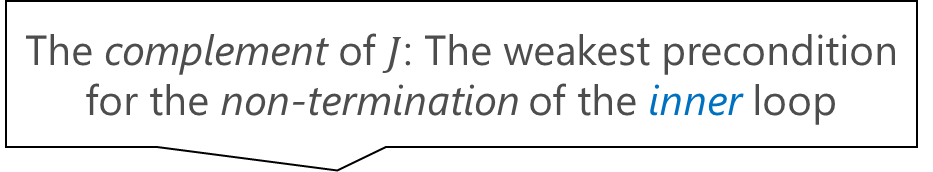 The complement of J: The weakest precondition
for the non-termination of the inner loop